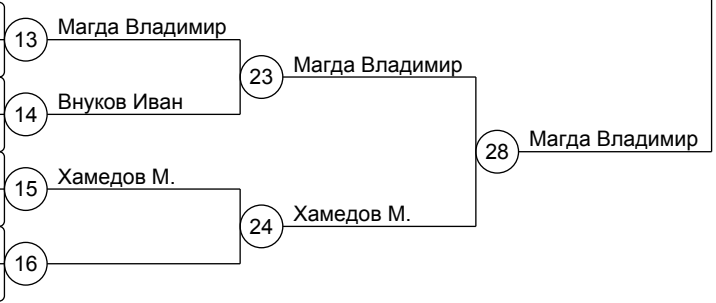 13
Магда Владимир
23
Магда Владимир
14
Внуков Иван
28
Магда Владимир
15
Хамедов М.
24
Хамедов М.
16